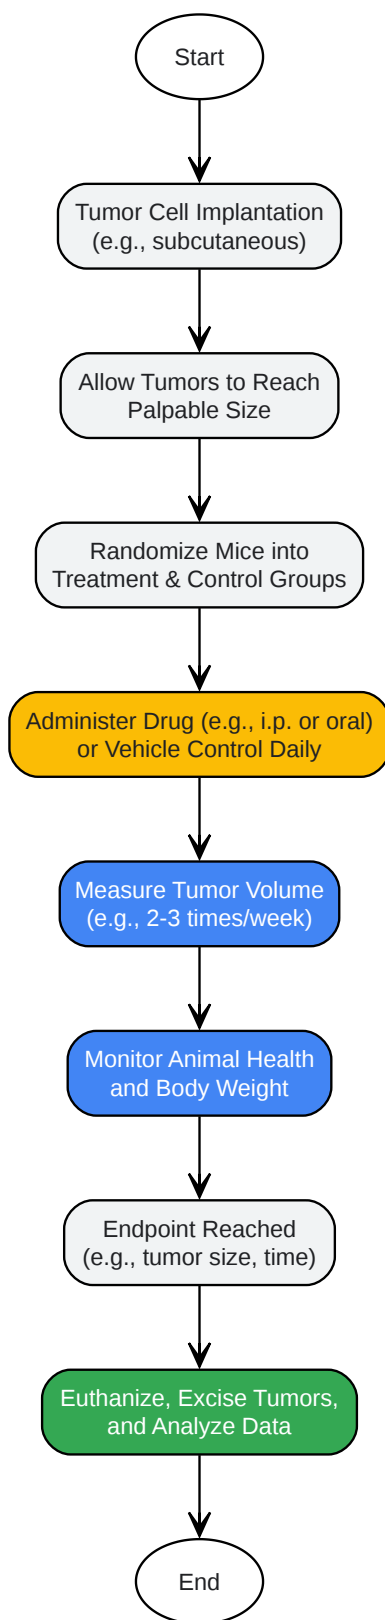 Start
Tumor Cell Implantation
(e.g., subcutaneous)
Allow Tumors to Reach
Palpable Size
Randomize Mice into
Treatment & Control Groups
Administer Drug (e.g., i.p. or oral)
or Vehicle Control Daily
Measure Tumor Volume
(e.g., 2-3 times/week)
Monitor Animal Health
and Body Weight
Endpoint Reached
(e.g., tumor size, time)
Euthanize, Excise Tumors,
and Analyze Data
End